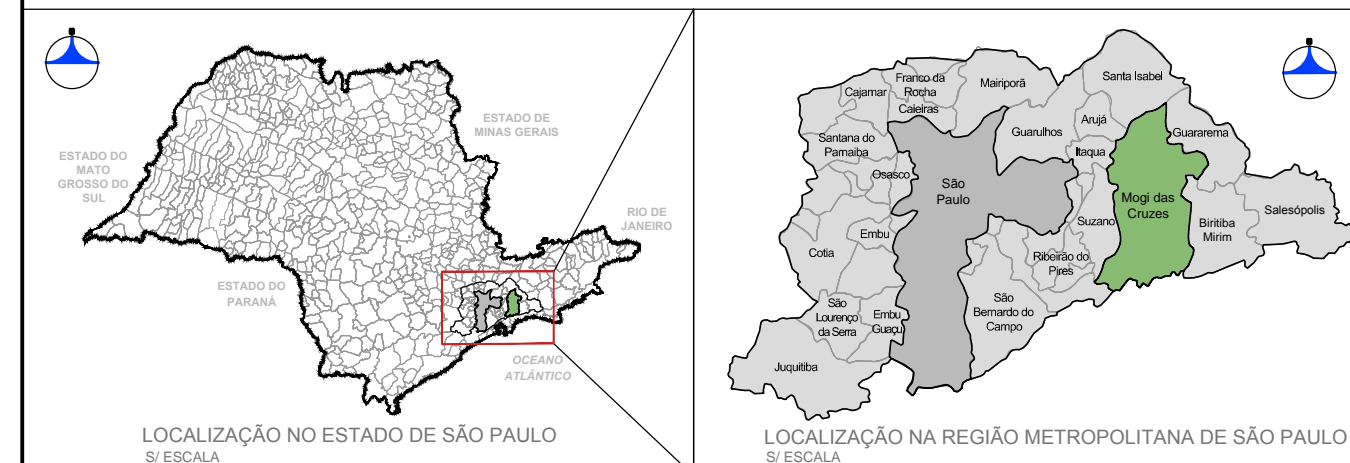 ESTADO DE
MINAS GERAIS
ESTADO DO
MATO
GROSSO DO
SUL
RIO DE
JANEIRO
ESTADO DO
PARANÁ
OCEANO
ATLÂNTICO
LOCALIZAÇÃO NO ESTADO DE SÃO PAULO
S/ ESCALA
Franco da
Rocha
Mairiporã
Santa Isabel
Cajamar
Caieiras
Arujá
Guarulhos
Guararema
Santana do
Parnaiba
Itaqua
Osasco
São
Paulo
Mogi das
Cruzes
Suzano
Salesópolis
Biritiba
Mirim
Embu
Cotia
Ribeirão do
Pires
São
Lourenço
da Serra
Embu
Guaçu
São
Bernardo do
Campo
Juquitiba
LOCALIZAÇÃO NA REGIÃO METROPOLITANA DE SÃO PAULO
S/ ESCALA